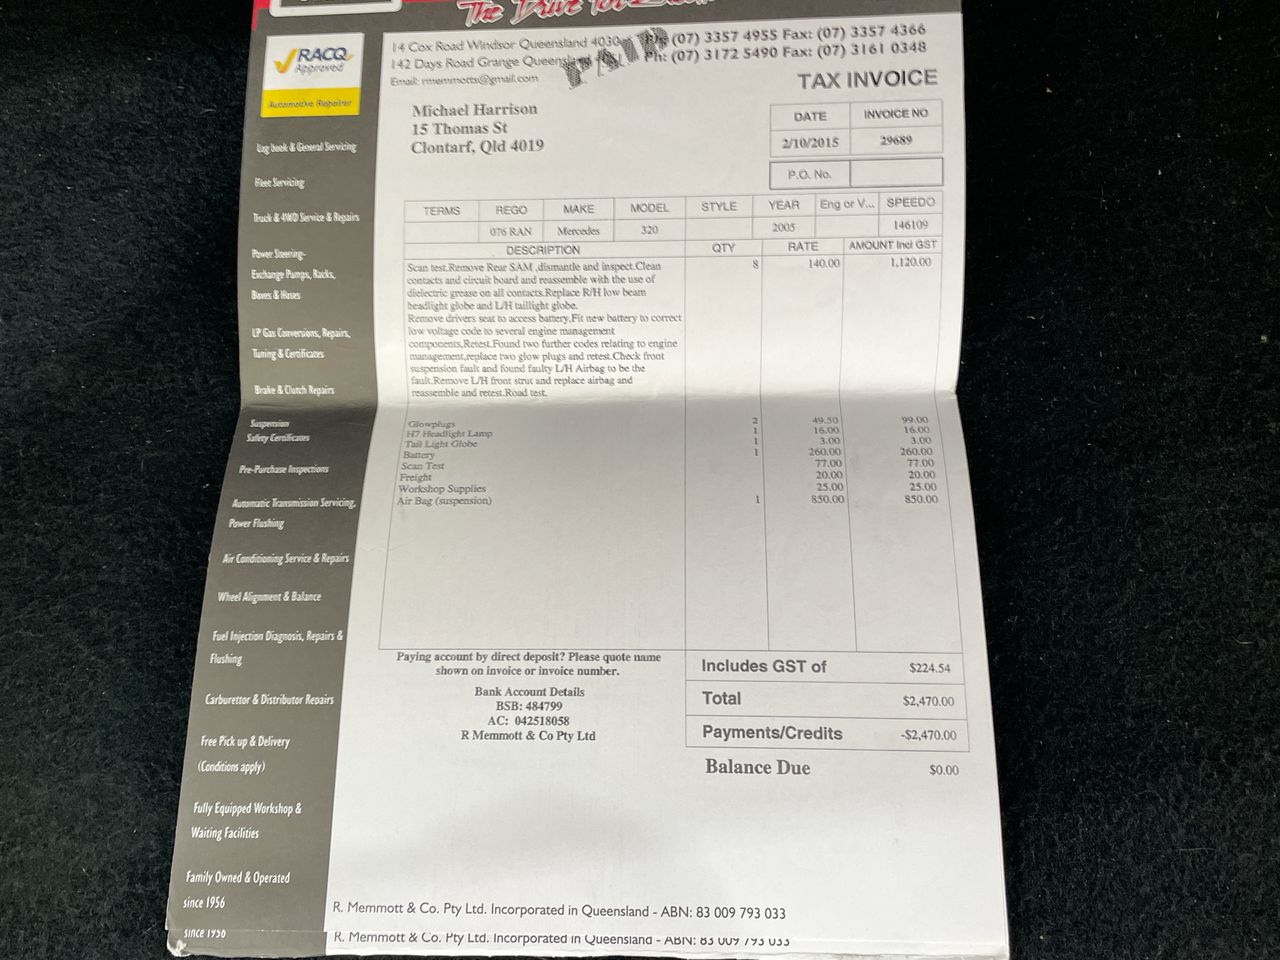 The Drive
RACQ
Approved
Automotive Repairer
14 Cox Road Windsor Queensland 4030 (07) 3357 4955 Fax: (07) 3357 4366
142 Days Road Grange Ph: (07) 3172 5490 Fax: (07) 3161 0348
Email: rmemmotts@gmail.com
PAID
TAX INVOICE
Michael Harrison
15 Thomas St
Clontarf, Qld 4019
DATE INVOICE NO
2/10/2015 29689
P.O. No.
TERMS REGO MAKE MODEL STYLE YEAR Eng or V... SPEEDO
076 RAN Mercedes 320 2005 146109
DESCRIPTION QTY RATE AMOUNT Incl GST
Scan test.Remove Rear SAM ,dismantle and inspect.Clean 8 140.00 1,120.00
contacts and circuit board and reassemble with the use of
dielectric grease on all contacts.Replace R/H low beam
headlight globe and L/H taillight globe.
Remove drivers seat to access battery,Fit new battery to correct
low voltage code to several engine management
components,Retest.Found two further codes relating to engine
management,replace two glow plugs and retest.Check front
suspension fault and found faulty L/H Airbag to be the
fault.Remove L/H front strut and replace airbag and
reassemble and retest.Road test.
Glowplugs 2 49.50 99.00
H7 Headlight Lamp 1 16.00 16.00
Tail Light Globe 1 3.00 3.00
Battery 1 260.00 260.00
Scan Test 77.00 77.00
Freight 20.00 20.00
Workshop Supplies 25.00 25.00
Air Bag (suspension) 1 850.00 850.00
Paying account by direct deposit? Please quote name
shown on invoice or invoice number.
Bank Account Details
BSB: 484799
AC: 042518058
R Memmott & Co Pty Ltd
Includes GST of $224.54
Total $2,470.00
Payments/Credits -$2,470.00
Balance Due $0.00
Log book & General Servicing
Fleet Servicing
Truck & 4WD Service & Repairs
Power Steering-
Exchange Pumps, Racks,
Boxes & Hoses
LP Gas Conversions, Repairs,
Tuning & Certificates
Brake & Clutch Repairs
Suspension
Safety Certificates
Pre-Purchase Inspections
Automatic Transmission Servicing,
Power Flushing
Air Conditioning Service & Repairs
Wheel Alignment & Balance
Fuel Injection Diagnosis, Repairs &
Flushing
Carburettor & Distributor Repairs
Free Pick up & Delivery
(Conditions apply)
Fully Equipped Workshop &
Waiting Facilities
Family Owned & Operated
since 1956
R. Memmott & Co. Pty Ltd. Incorporated in Queensland - ABN: 83 009 793 033
since 1956
R. Memmott & Co. Pty Ltd. Incorporated in Queensland - ABN: 83 009 793 033